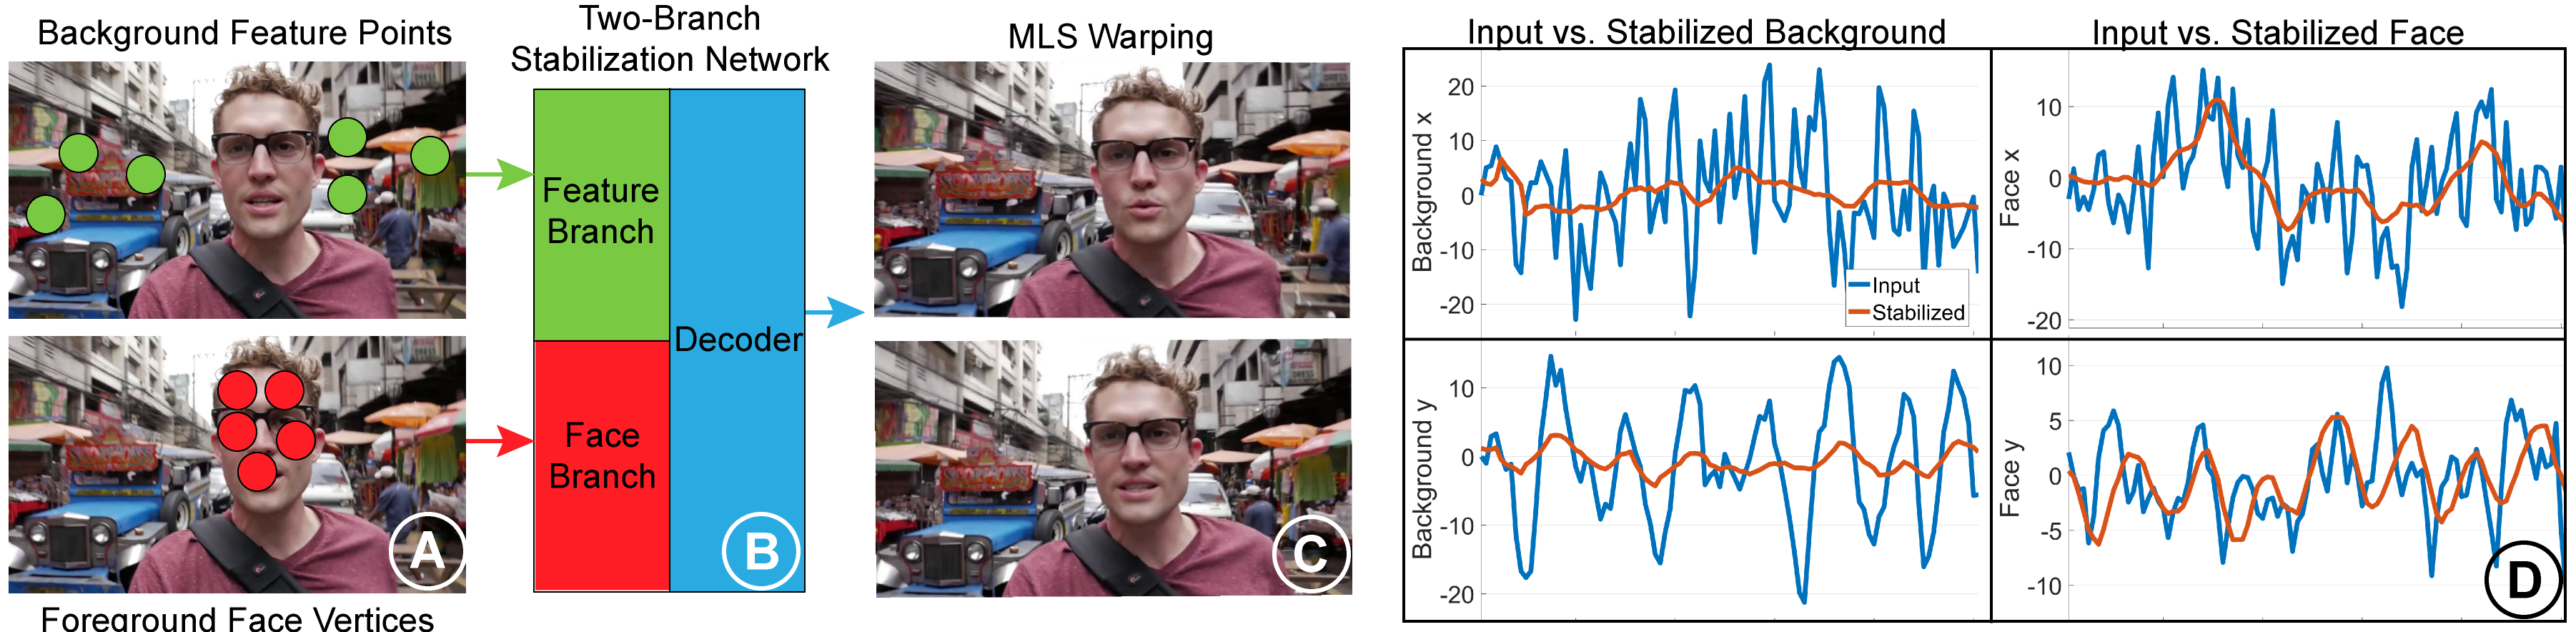 Background Feature Points
Two-Branch
Stabilization Network
MLS Warping
Input vs. Stabilized Background
Input vs. Stabilized Face
Feature
Branch
Decoder
Face
Branch
Foreground Face Vertices
A
B
C
Background x
20
10
0
-10
-20
Input
Stabilized
Face x
10
0
-10
-20
Background y
10
0
-10
-20
Face y
10
5
0
-5
-10
D